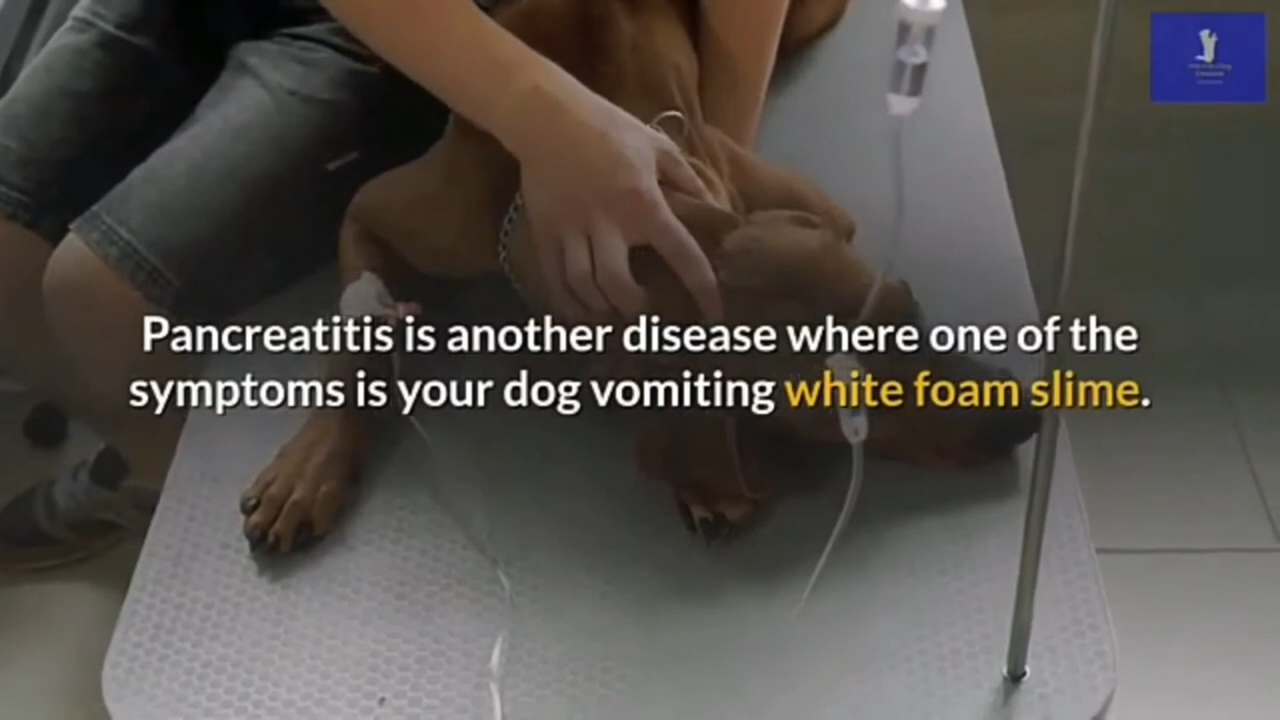 Pancreatitis is another disease where one of the
symptoms is your dog vomiting white foam slime.